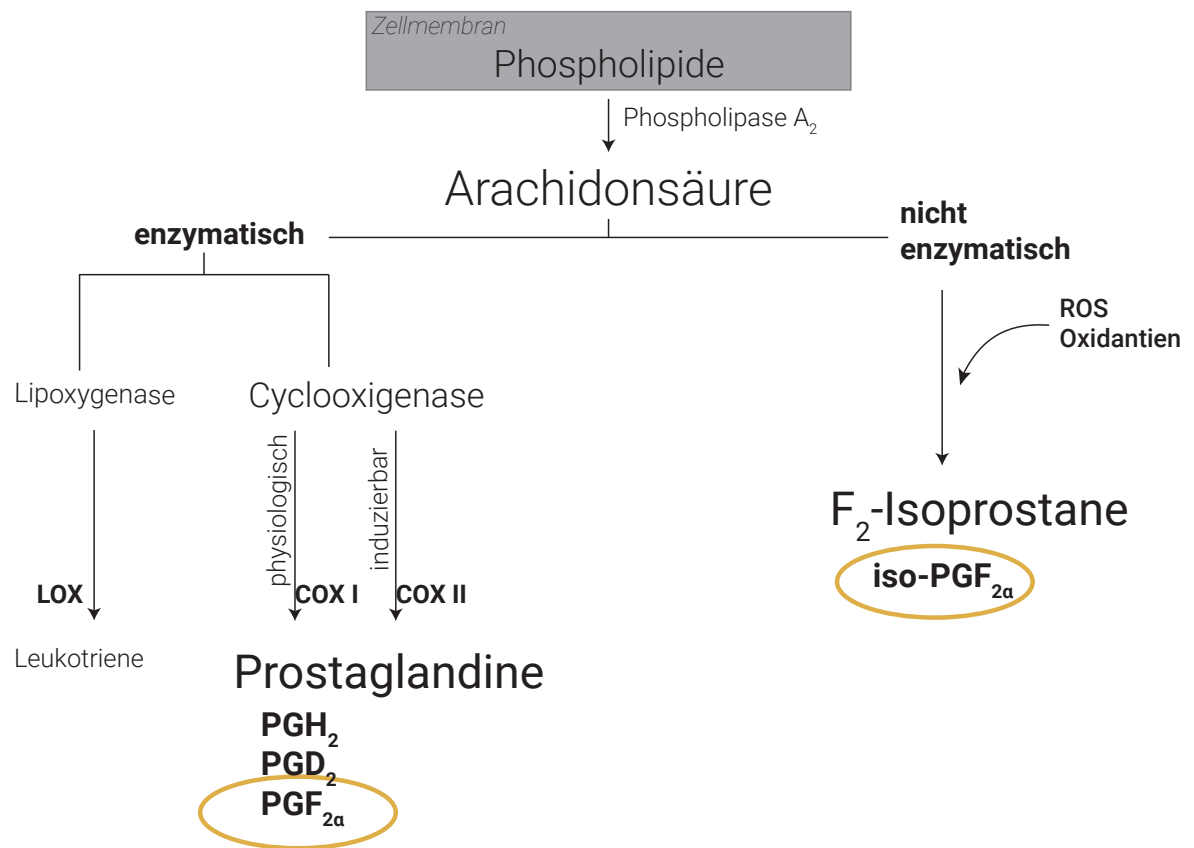 Zellmembran
Phospholipide
Phospholipase A₂
Arachidonsäure
enzymatisch
nicht
enzymatisch
ROS
Oxidantien
Lipoxygenase
Cyclooxigenase
physiologisch
induzierbar
LOX
COX I
COX II
Leukotriene
Prostaglandine
PGH₂
PGD₂
PGF₂α
F₂-Isoprostane
iso-PGF₂α